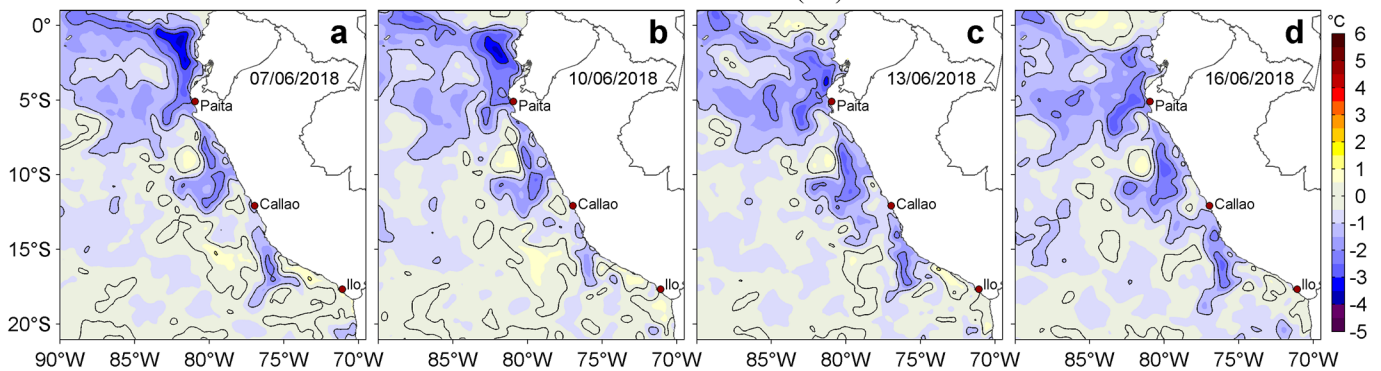 a b c d
°C
0° 07/06/2018 10/06/2018 13/06/2018 16/06/2018 6
5
4
3
5°S Paita Paita Paita Paita 2
1
10°S 0
Callao Callao Callao Callao -1
15°S -2
-3
Ilo Ilo Ilo Ilo -4
20°S -5
90°W 85°W 80°W 75°W 70°W 85°W 80°W 75°W 70°W 85°W 80°W 75°W 70°W 85°W 80°W 75°W 70°W